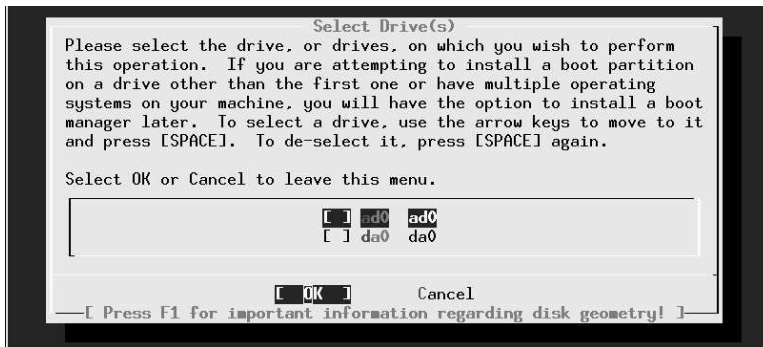 Select Drive(s)
Please select the drive, or drives, on which you wish to perform
this operation.  If you are attempting to install a boot partition
on a drive other than the first one or have multiple operating
systems on your machine, you will have the option to install a boot
manager later.  To select a drive, use the arrow keys to move to it
and press [SPACE].  To de-select it, press [SPACE] again.
Select OK or Cancel to leave this menu.
[ ] ad0  ad0
[ ] da0  da0
[  OK  ]  Cancel
[ Press F1 for important information regarding disk geometry! ]